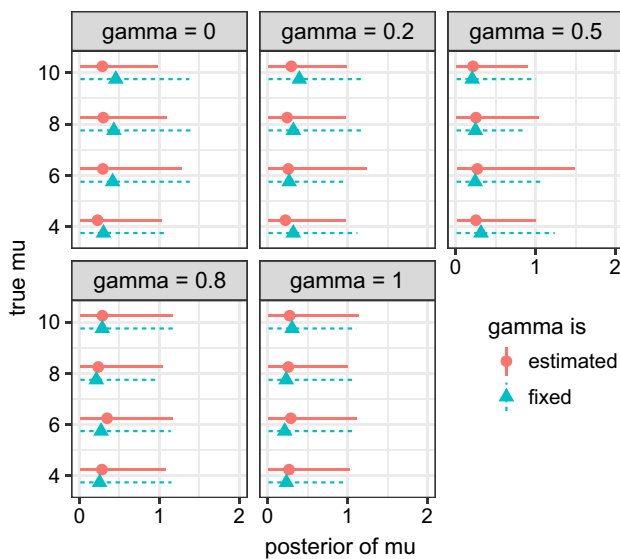 gamma = 0 gamma = 0.2 gamma = 0.5
10
8
6
4
0 1 2
gamma = 0.8 gamma = 1
10
8
6
4
0 1 2 0 1 2
true mu
posterior of mu
gamma is
estimated
fixed